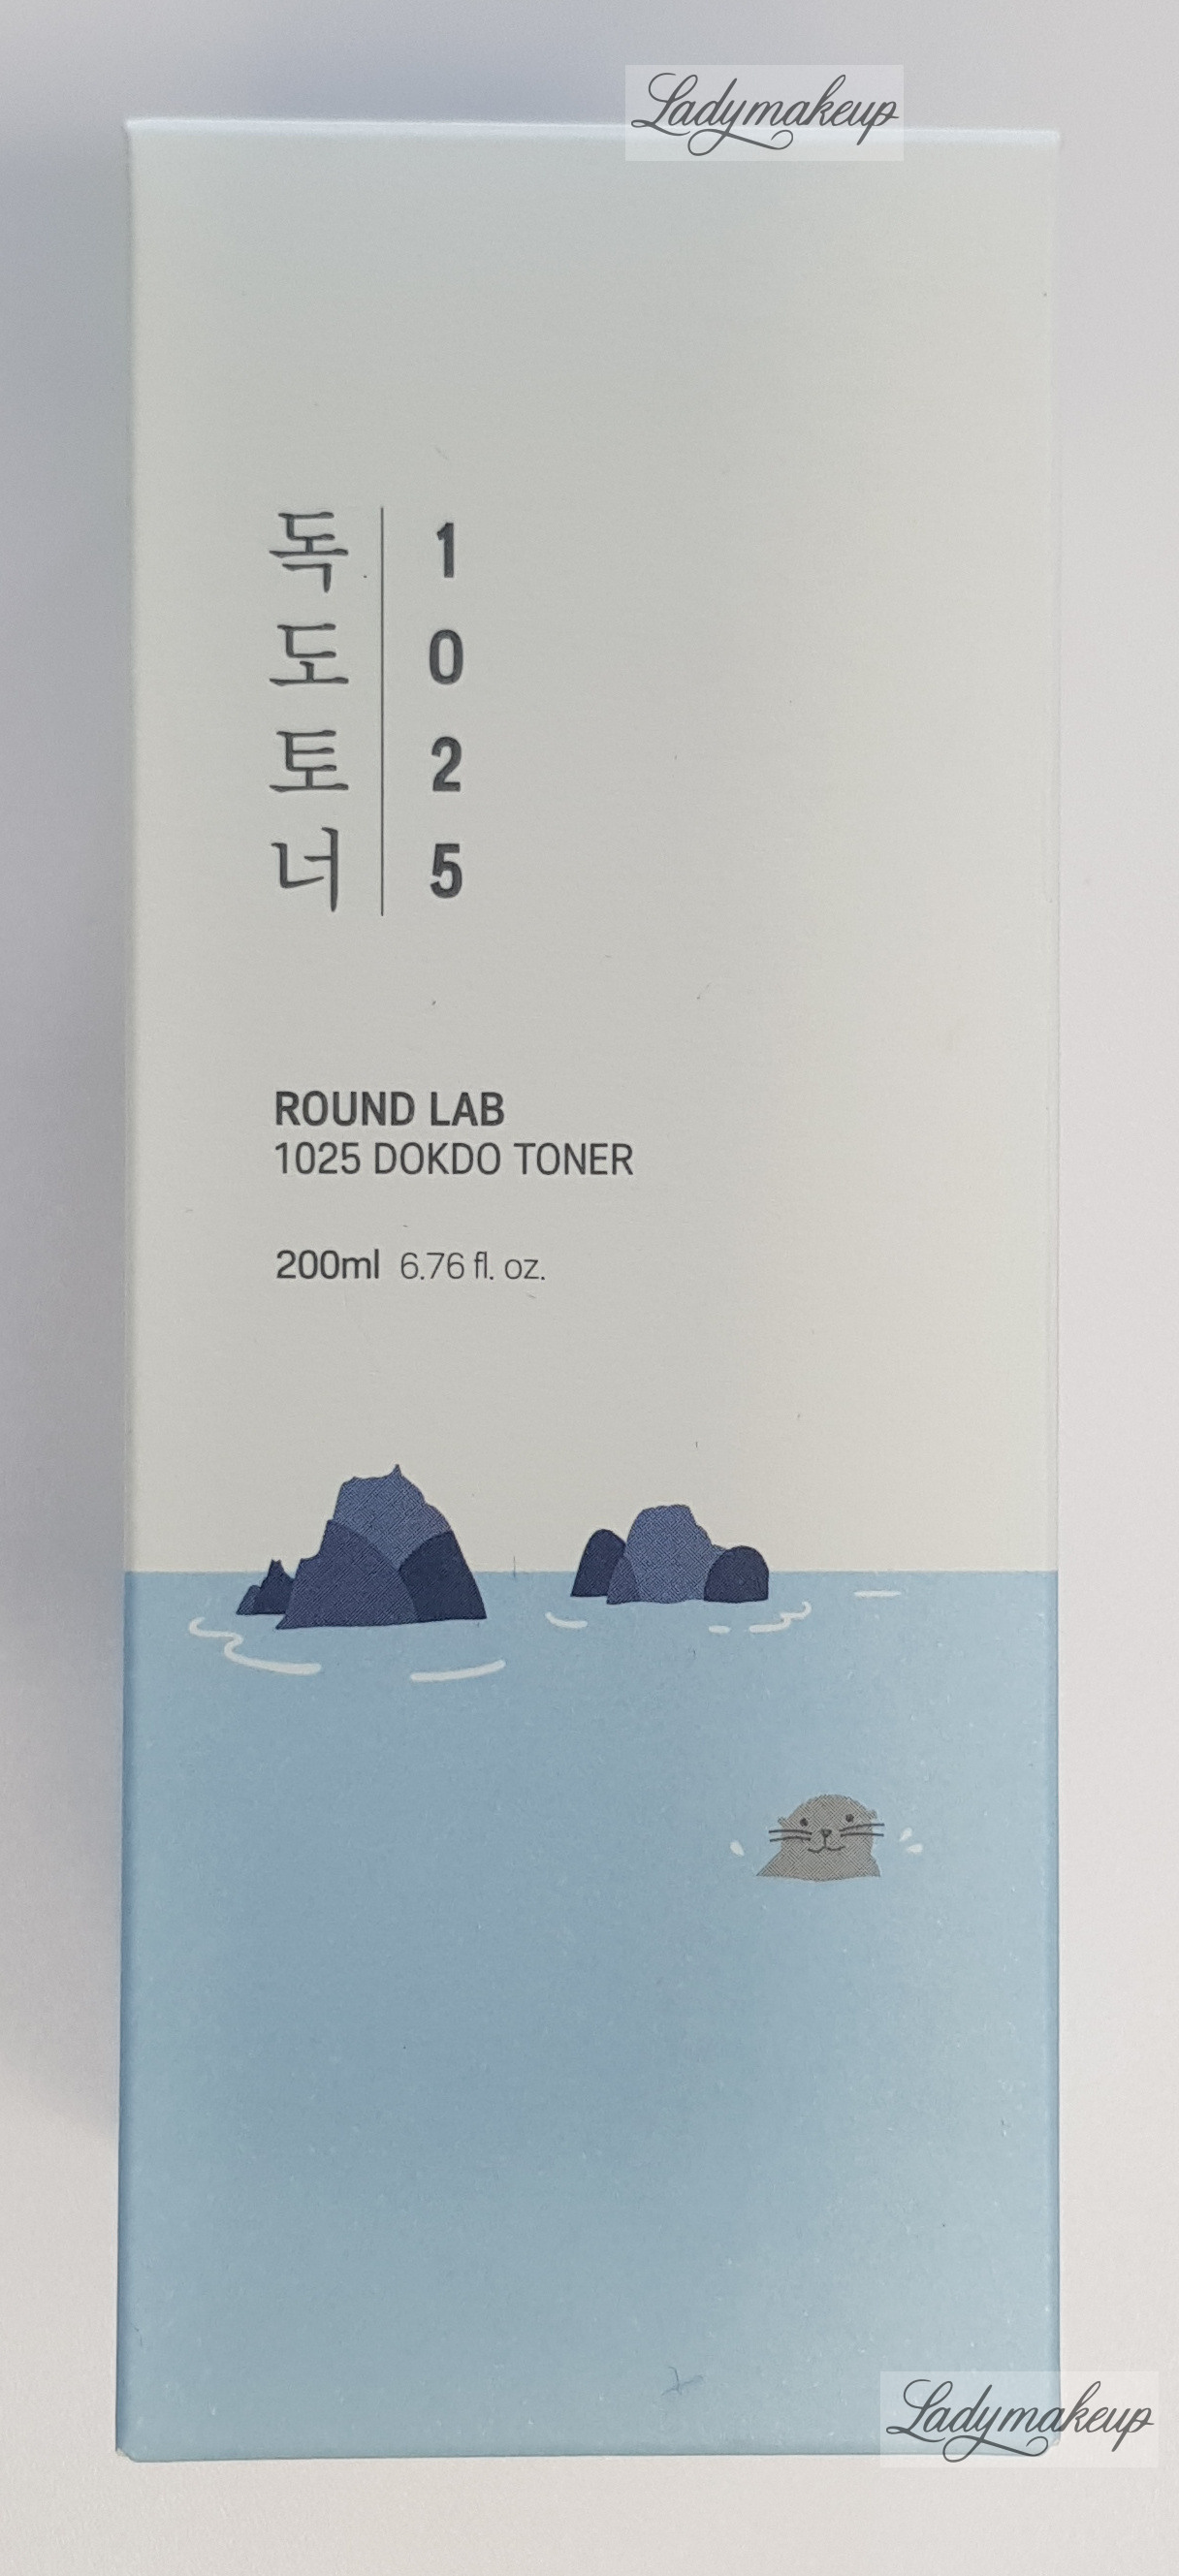 Ladymakeup
독도토너
1025
ROUND LAB
1025 DOKDO TONER
200ml 6.76 fl. oz.
Ladymakeup